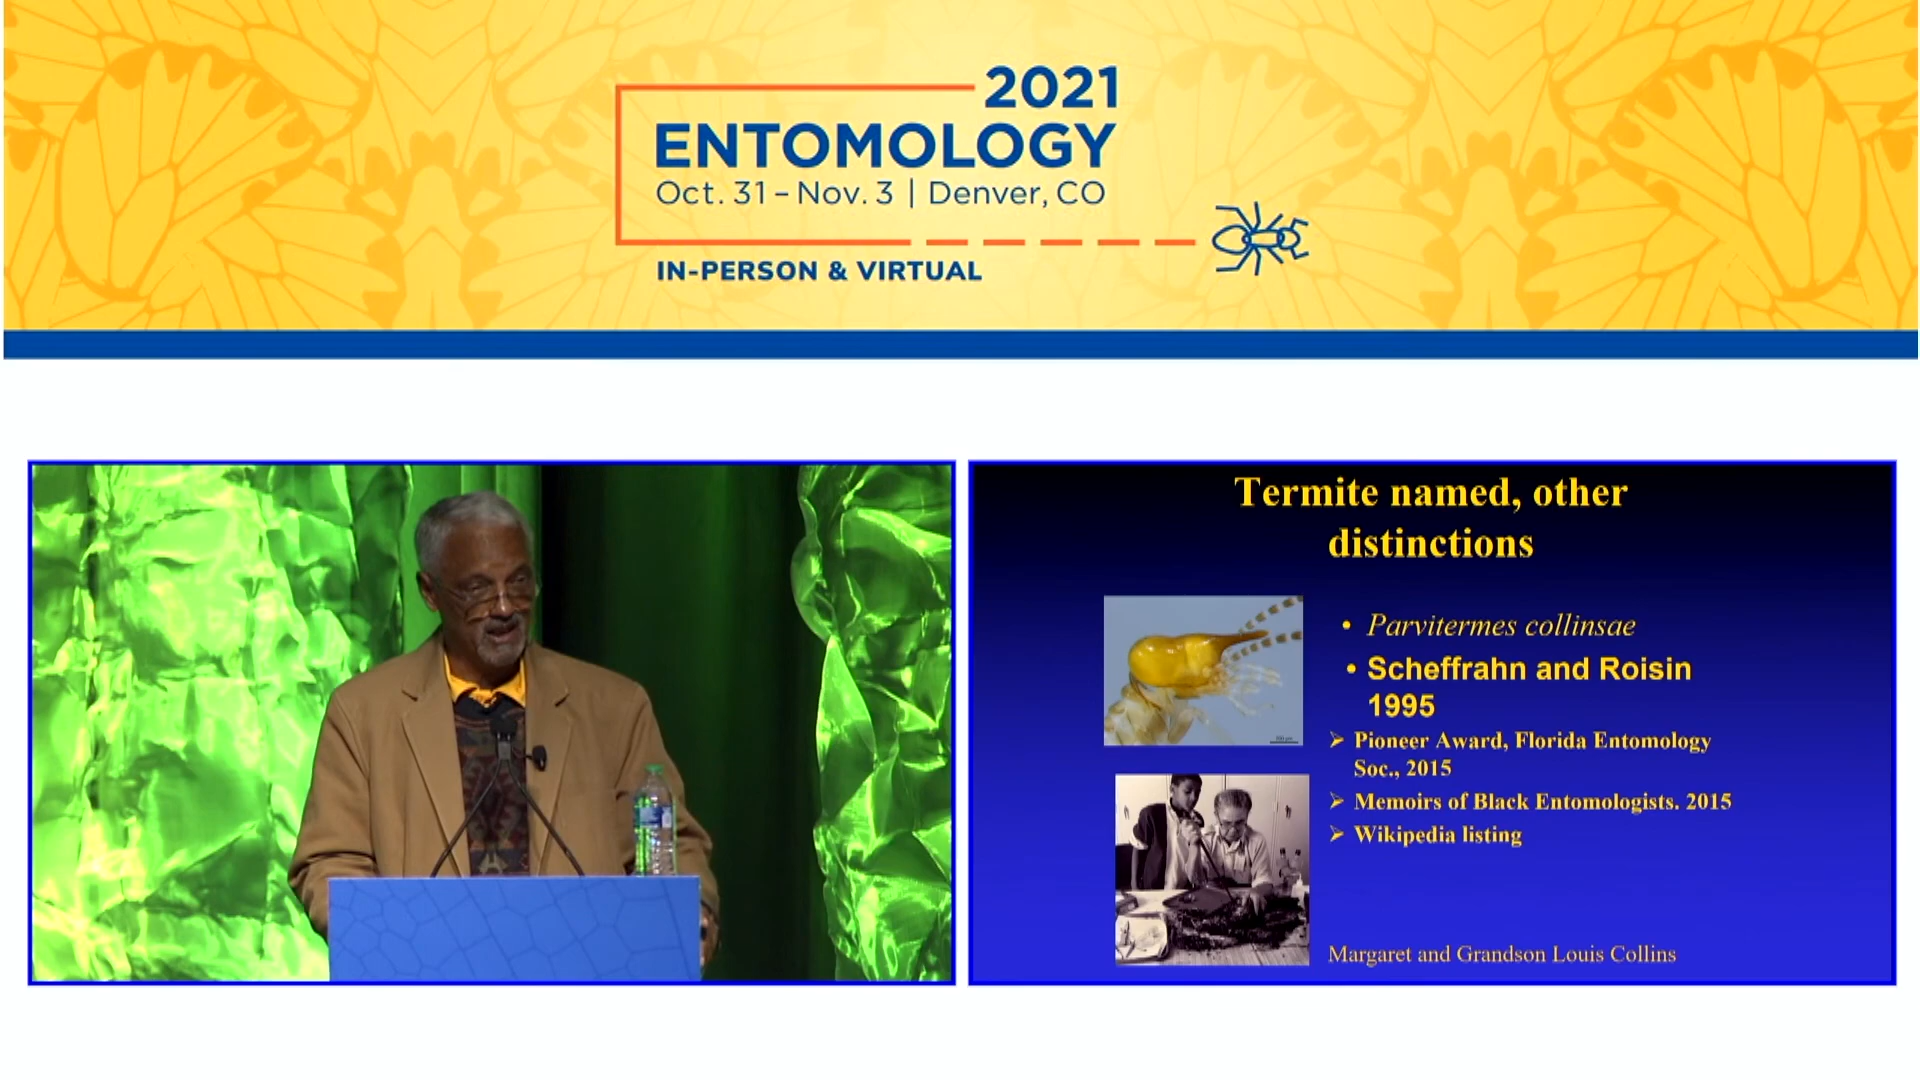 2021
ENTOMOLOGY
Oct. 31 – Nov. 3 | Denver, CO
IN-PERSON & VIRTUAL
Termite named, other
distinctions
• Parvitermes collinsae
• Scheffrahn and Roisin
1995
➢ Pioneer Award, Florida Entomology
Soc., 2015
➢ Memoirs of Black Entomologists. 2015
➢ Wikipedia listing
Margaret and Grandson Louis Collins